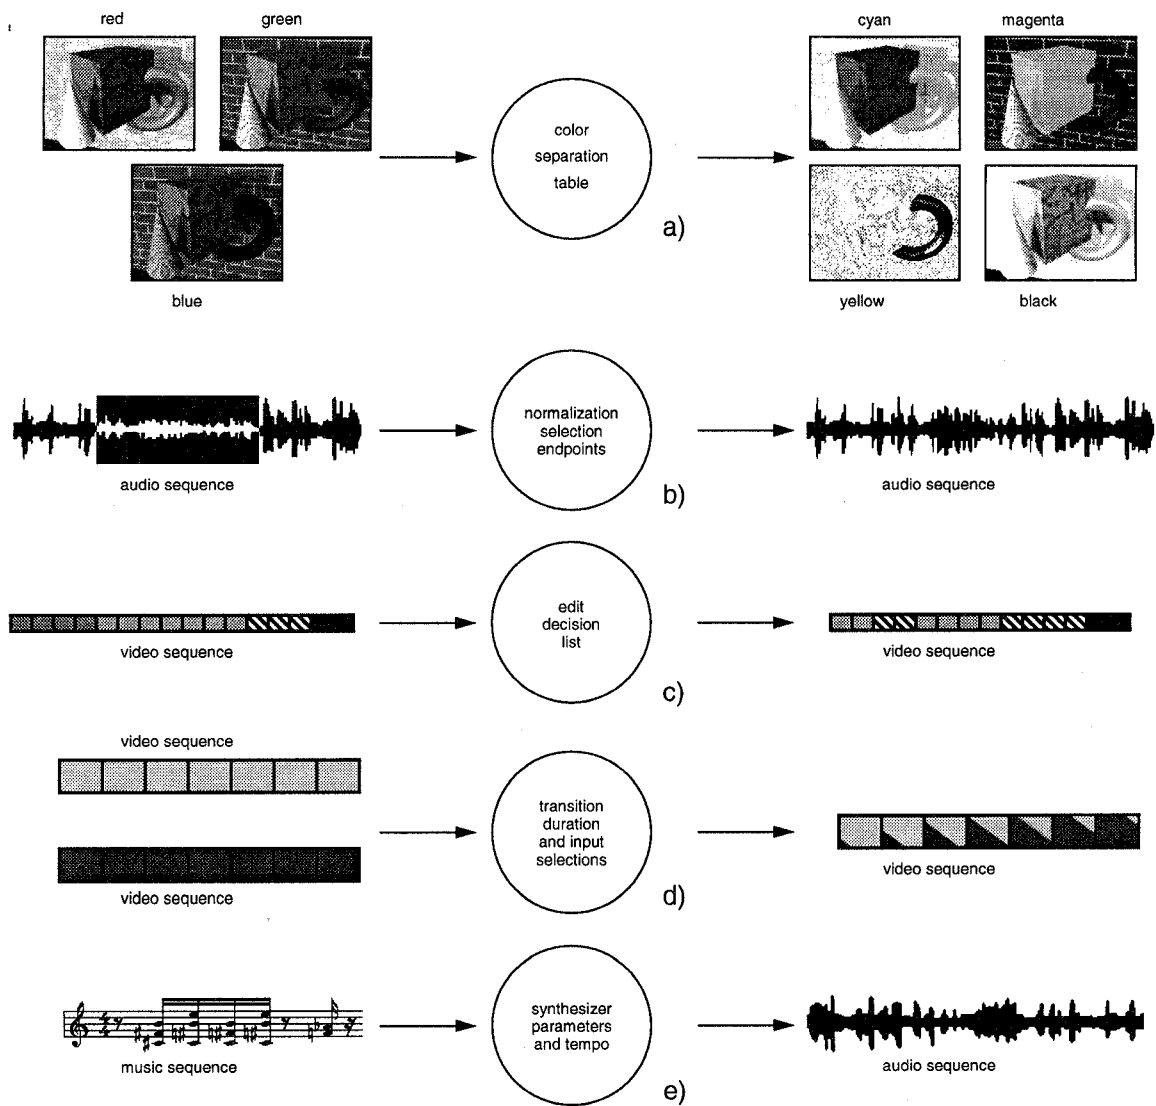 red
green
blue
color
separation
table
a)
cyan
magenta
yellow
black
audio sequence
normalization
selection
endpoints
b)
audio sequence
video sequence
edit
decision
list
c)
video sequence
video sequence
video sequence
transition
duration
and input
selections
d)
video sequence
music sequence
synthesizer
parameters
and tempo
e)
audio sequence